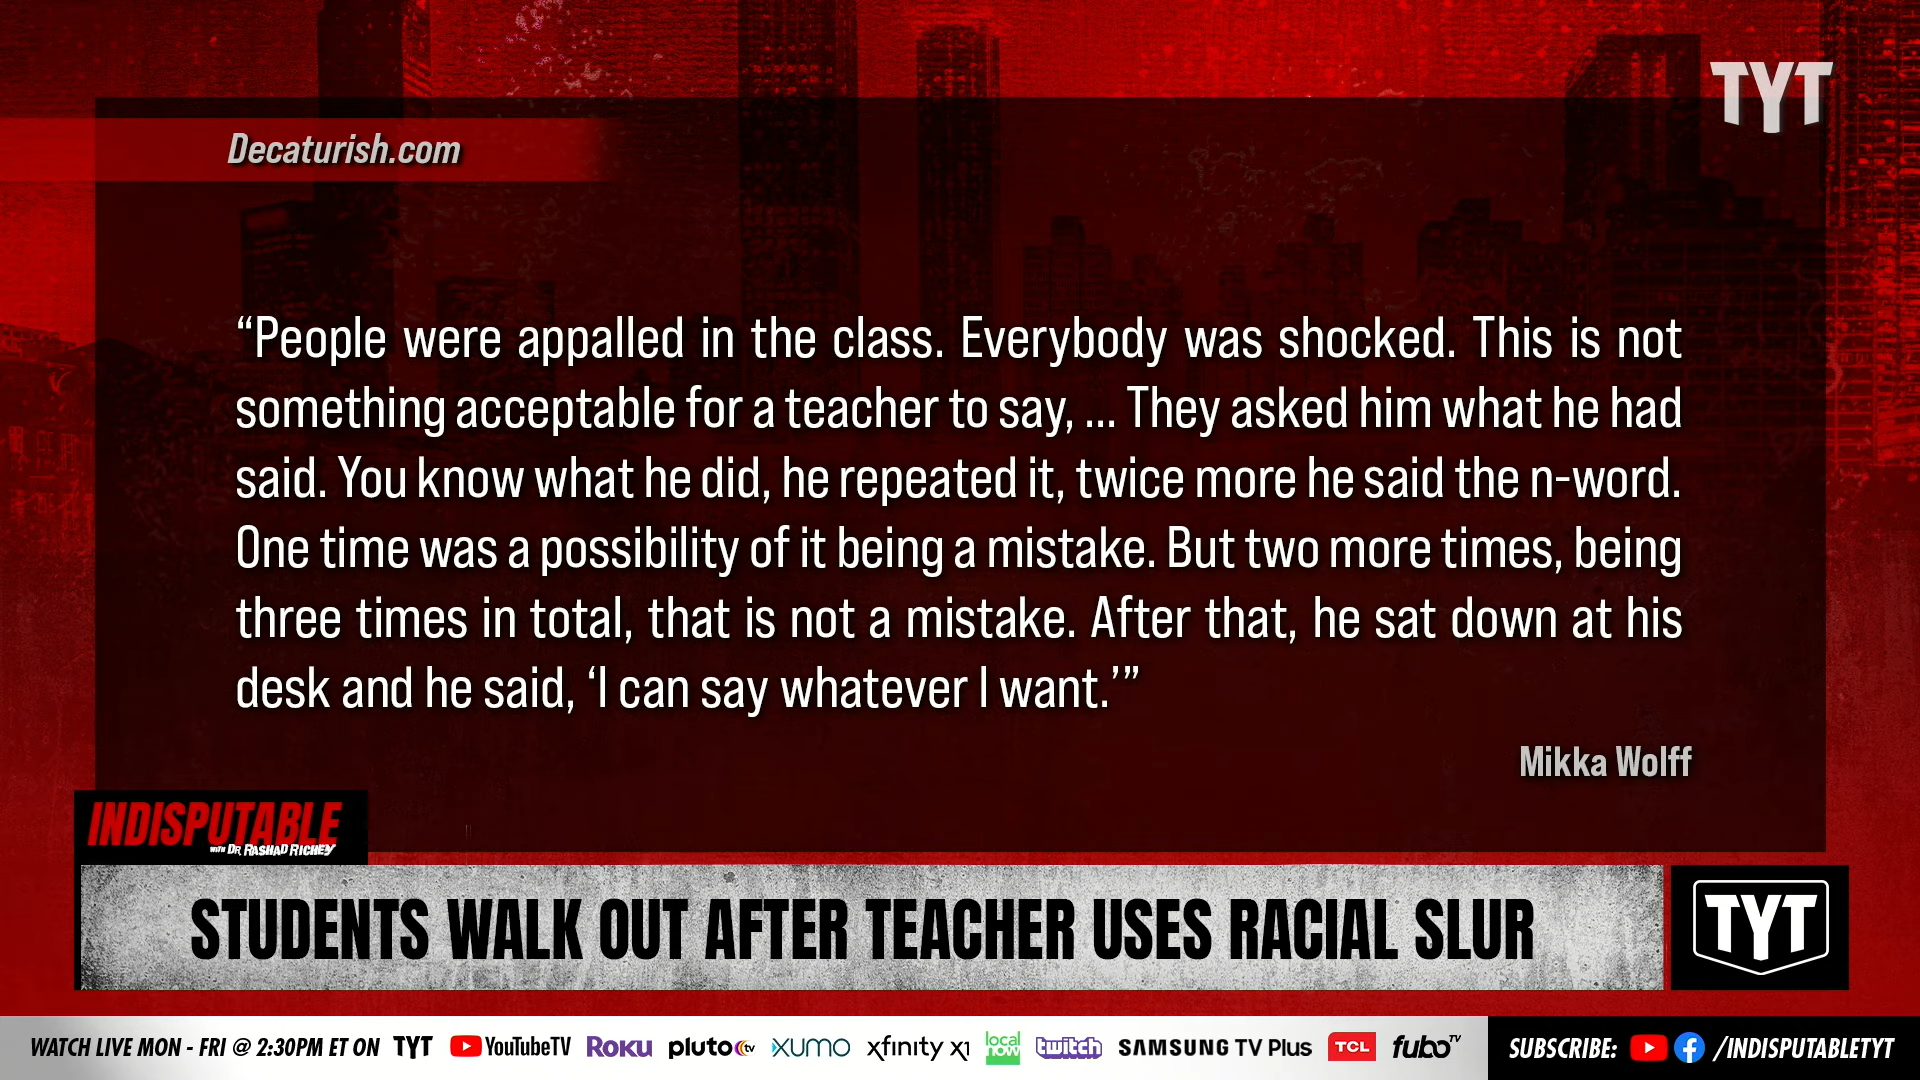 TYT
Decaturish.com
“People were appalled in the class. Everybody was shocked. This is not
something acceptable for a teacher to say, ... They asked him what he had
said. You know what he did, he repeated it, twice more he said the n-word.
One time was a possibility of it being a mistake. But two more times, being
three times in total, that is not a mistake. After that, he sat down at his
desk and he said, ‘I can say whatever I want.’”
Mikka Wolff
INDISPUTABLE
WITH DR RASHAD RICHEY
STUDENTS WALK OUT AFTER TEACHER USES RACIAL SLUR
TYT
WATCH LIVE MON - FRI @ 2:30PM ET ON TYT YouTubeTV ROKU pluto tv XUMO xfinity x1 local now twitch SAMSUNG TV Plus TCL fubo TV SUBSCRIBE: /INDISPUTABLETYT